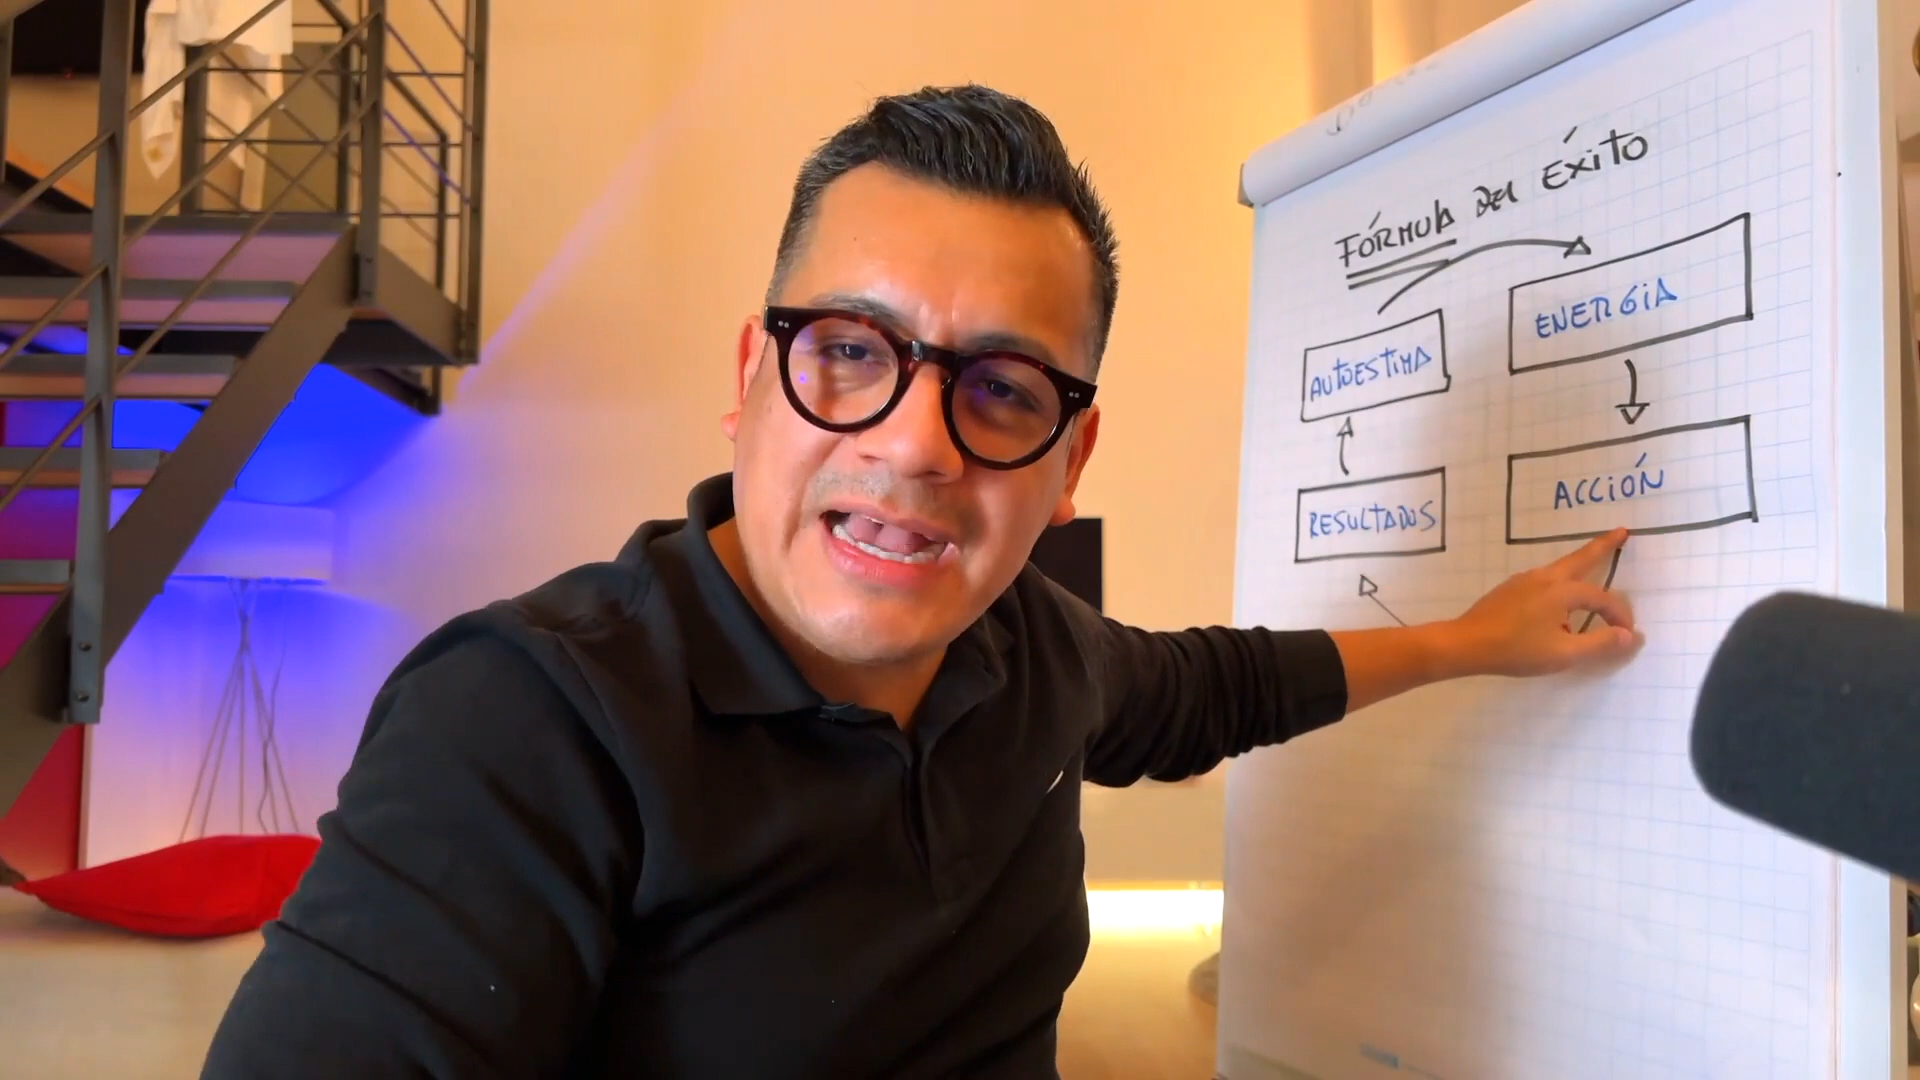 FÓRMULA DEL ÉXITO
AUTOESTIMA
ENERGIA
RESULTADOS
ACCIÓN